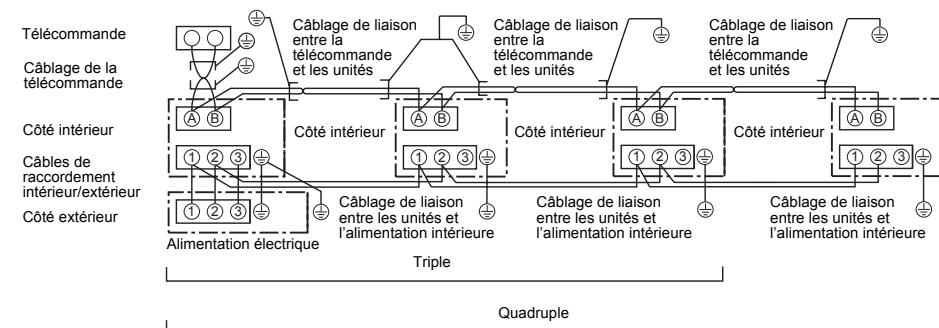 Télécommande
Câblage de la
télécommande
Côté intérieur
Câbles de
raccordement
intérieur/extérieur
Côté extérieur
Câblage de liaison
entre la
télécommande
et les unités
Câblage de liaison
entre la
télécommande
et les unités
Câblage de liaison
entre la
télécommande
et les unités
A B
Côté intérieur
A B
Côté intérieur
A B
Côté intérieur
A B
1 2 3
1 2 3
1 2 3
1 2 3
1 2 3
Alimentation électrique
Câblage de liaison
entre les unités et
l'alimentation intérieure
Câblage de liaison
entre les unités et
l'alimentation intérieure
Câblage de liaison
entre les unités et
l'alimentation intérieure
Triple
Quadruple